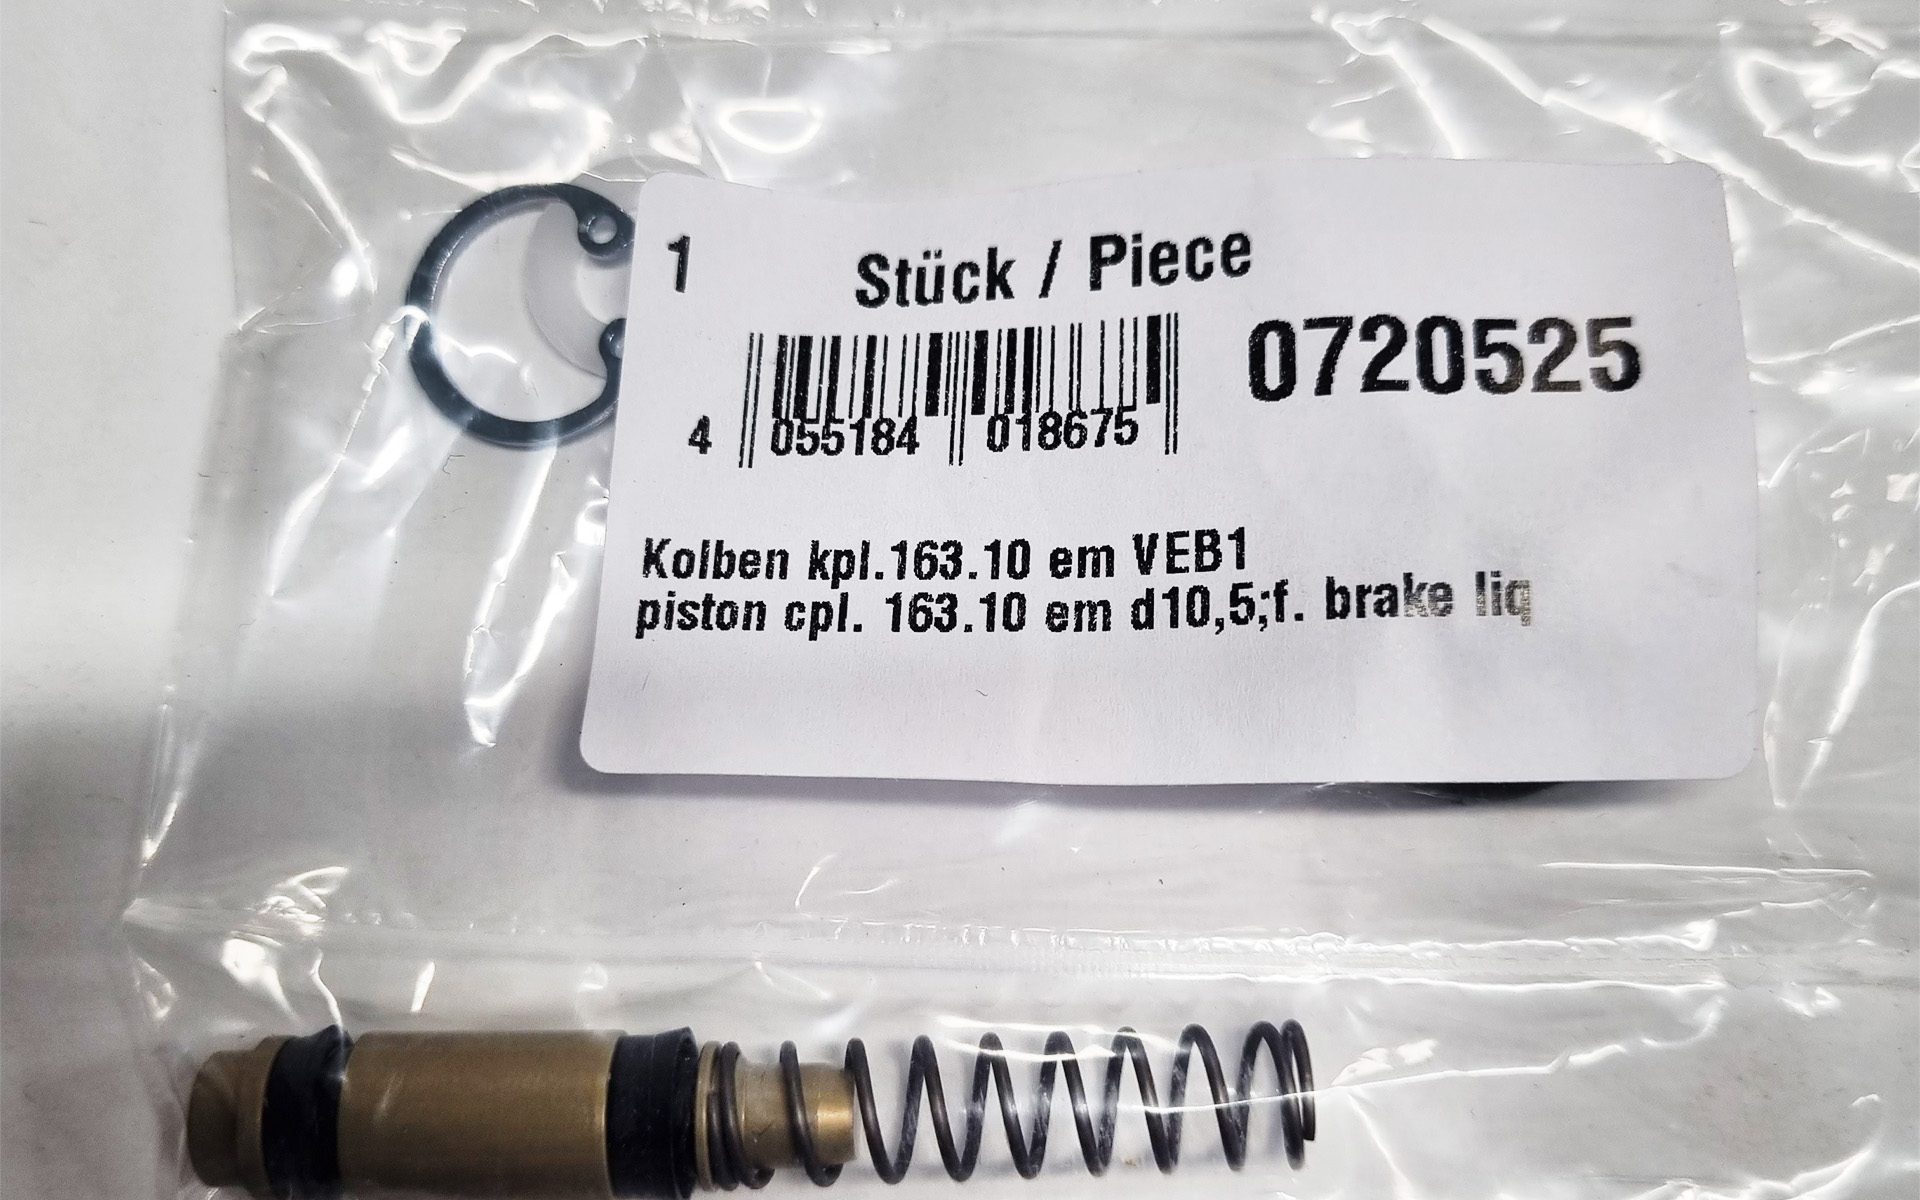 1 Stück / Piece
0720525
4 055184 018675
Kolben kpl.163.10 em VEB1
piston cpl. 163.10 em d10,5;f. brake liq